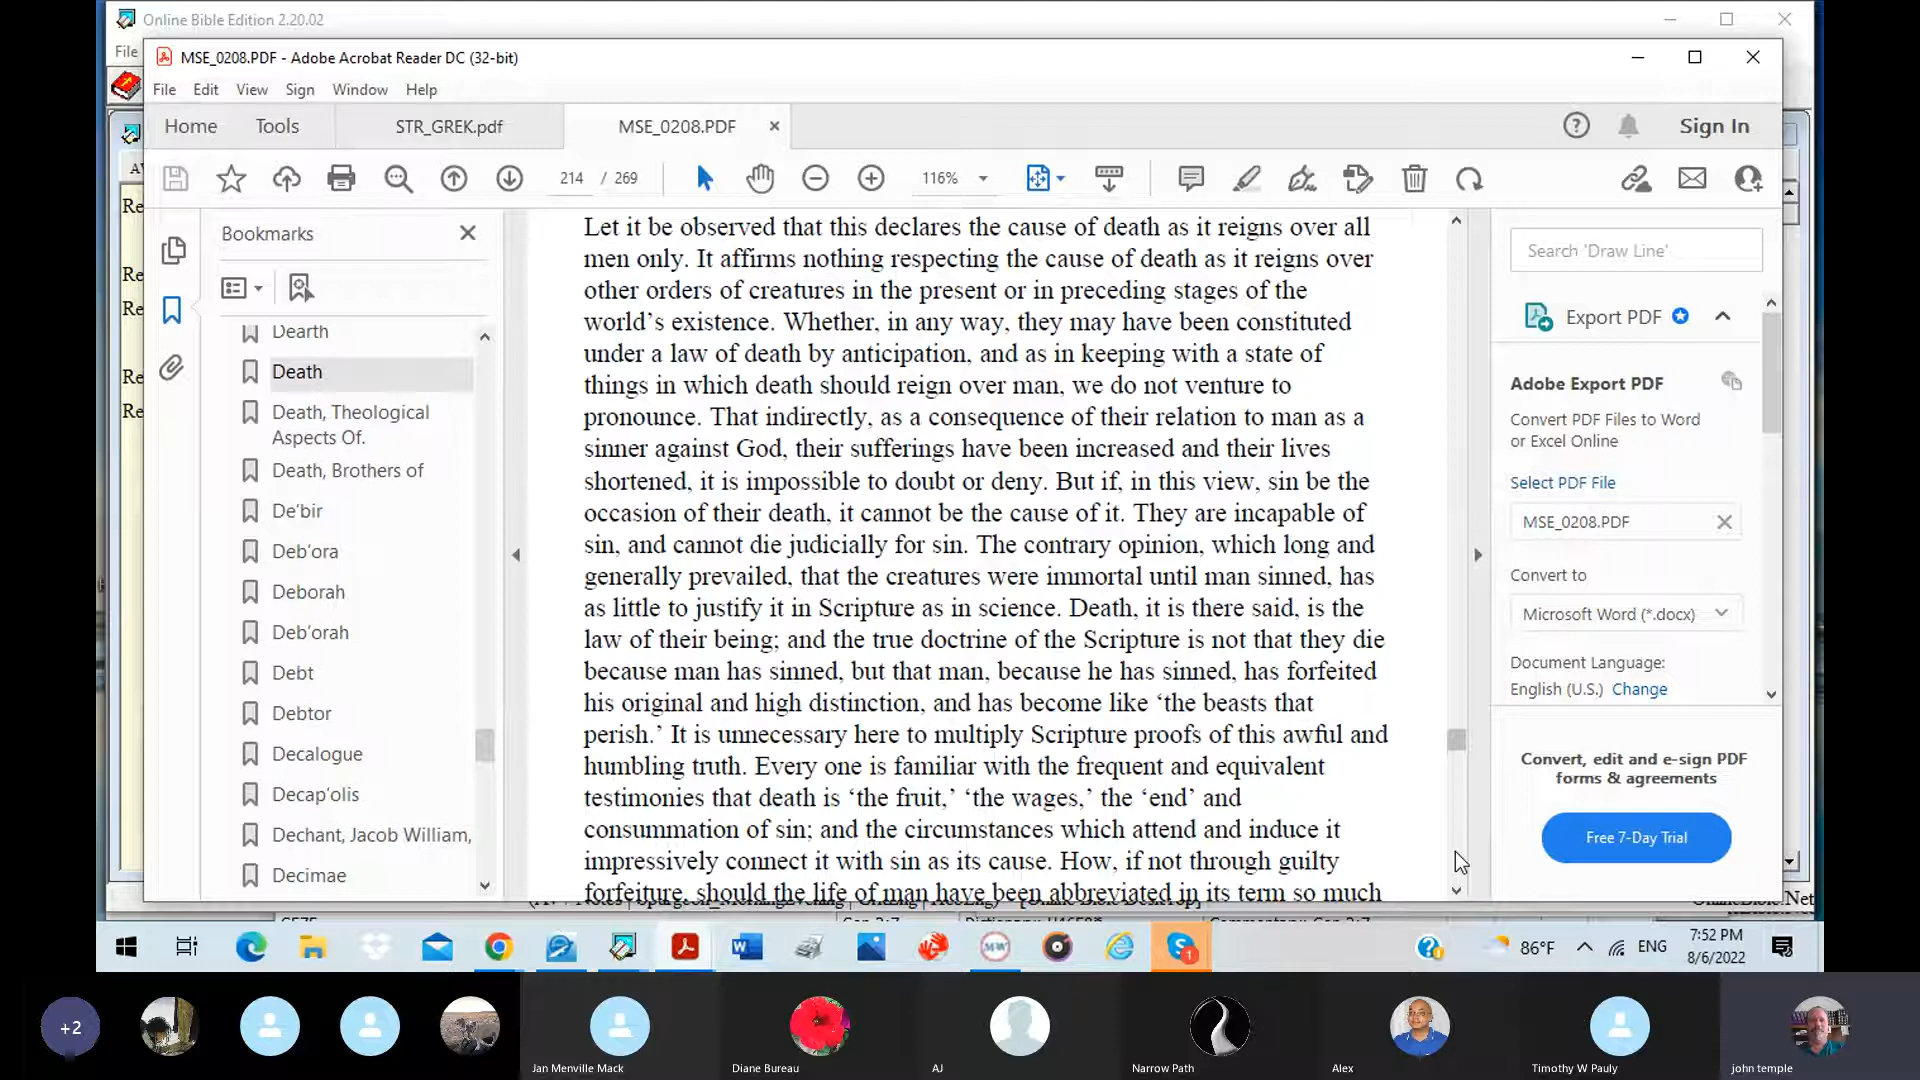 Online Bible Edition 2.20.02
File
MSE_0208.PDF - Adobe Acrobat Reader DC (32-bit)
File Edit View Sign Window Help
Home Tools STR_GREK.pdf MSE_0208.PDF × Sign In
214 / 269 116%
Re
Re
Re
Re
Re
Bookmarks
Dearth
Death
Death, Theological
Aspects Of.
Death, Brothers of
De'bir
Deb'ora
Deborah
Deb'orah
Debt
Debtor
Decalogue
Decap'olis
Dechant, Jacob William,
Decimae
Let it be observed that this declares the cause of death as it reigns over all
men only. It affirms nothing respecting the cause of death as it reigns over
other orders of creatures in the present or in preceding stages of the
world’s existence. Whether, in any way, they may have been constituted
under a law of death by anticipation, and as in keeping with a state of
things in which death should reign over man, we do not venture to
pronounce. That indirectly, as a consequence of their relation to man as a
sinner against God, their sufferings have been increased and their lives
shortened, it is impossible to doubt or deny. But if, in this view, sin be the
occasion of their death, it cannot be the cause of it. They are incapable of
sin, and cannot die judicially for sin. The contrary opinion, which long and
generally prevailed, that the creatures were immortal until man sinned, has
as little to justify it in Scripture as in science. Death, it is there said, is the
law of their being; and the true doctrine of the Scripture is not that they die
because man has sinned, but that man, because he has sinned, has forfeited
his original and high distinction, and has become like ‘the beasts that
perish.’ It is unnecessary here to multiply Scripture proofs of this awful and
humbling truth. Every one is familiar with the frequent and equivalent
testimonies that death is ‘the fruit,’ ‘the wages,’ the ‘end’ and
consummation of sin; and the circumstances which attend and induce it
impressively connect it with sin as its cause. How, if not through guilty
forfeiture, should the life of man have been abbreviated in its term so much
Search 'Draw Line'
Export PDF
Adobe Export PDF
Convert PDF Files to Word
or Excel Online
Select PDF File
MSE_0208.PDF
Convert to
Microsoft Word (*.docx)
Document Language:
English (U.S.) Change
Convert, edit and e-sign PDF
forms & agreements
Free 7-Day Trial
86°F ENG 7:52 PM
8/6/2022
+2
Jan Menville Mack
Diane Bureau
AJ
Narrow Path
Alex
Timothy W Pauly
john temple